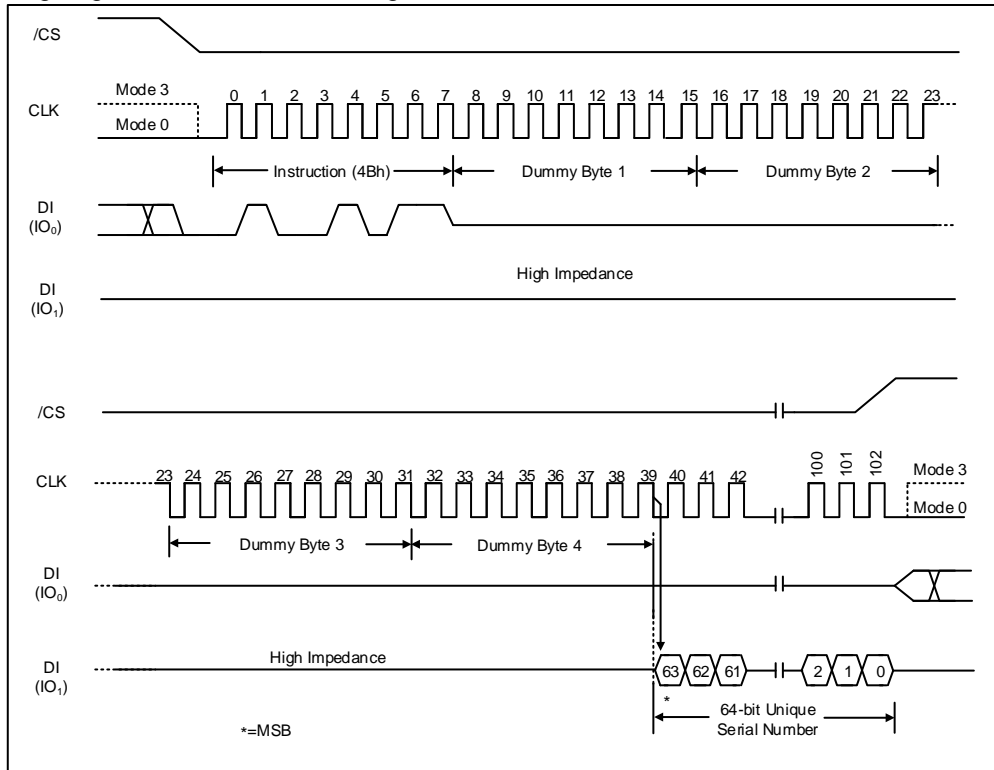 /CS
Mode 3
CLK
Mode 0
0 1 2 3 4 5 6 7 8 9 10 11 12 13 14 15 16 17 18 19 20 21 22 23
Instruction (4Bh) Dummy Byte 1 Dummy Byte 2
DI
(IO₀)
High Impedance
DI
(IO₁)
/CS
23 24 25 26 27 28 29 30 31 32 33 34 35 36 37 38 39 40 41 42 100 101 102
CLK
Mode 3
Mode 0
Dummy Byte 3 Dummy Byte 4
DI
(IO₀)
DI
(IO₁)
High Impedance
63 62 61 2 1 0
*
64-bit Unique
Serial Number
*=MSB